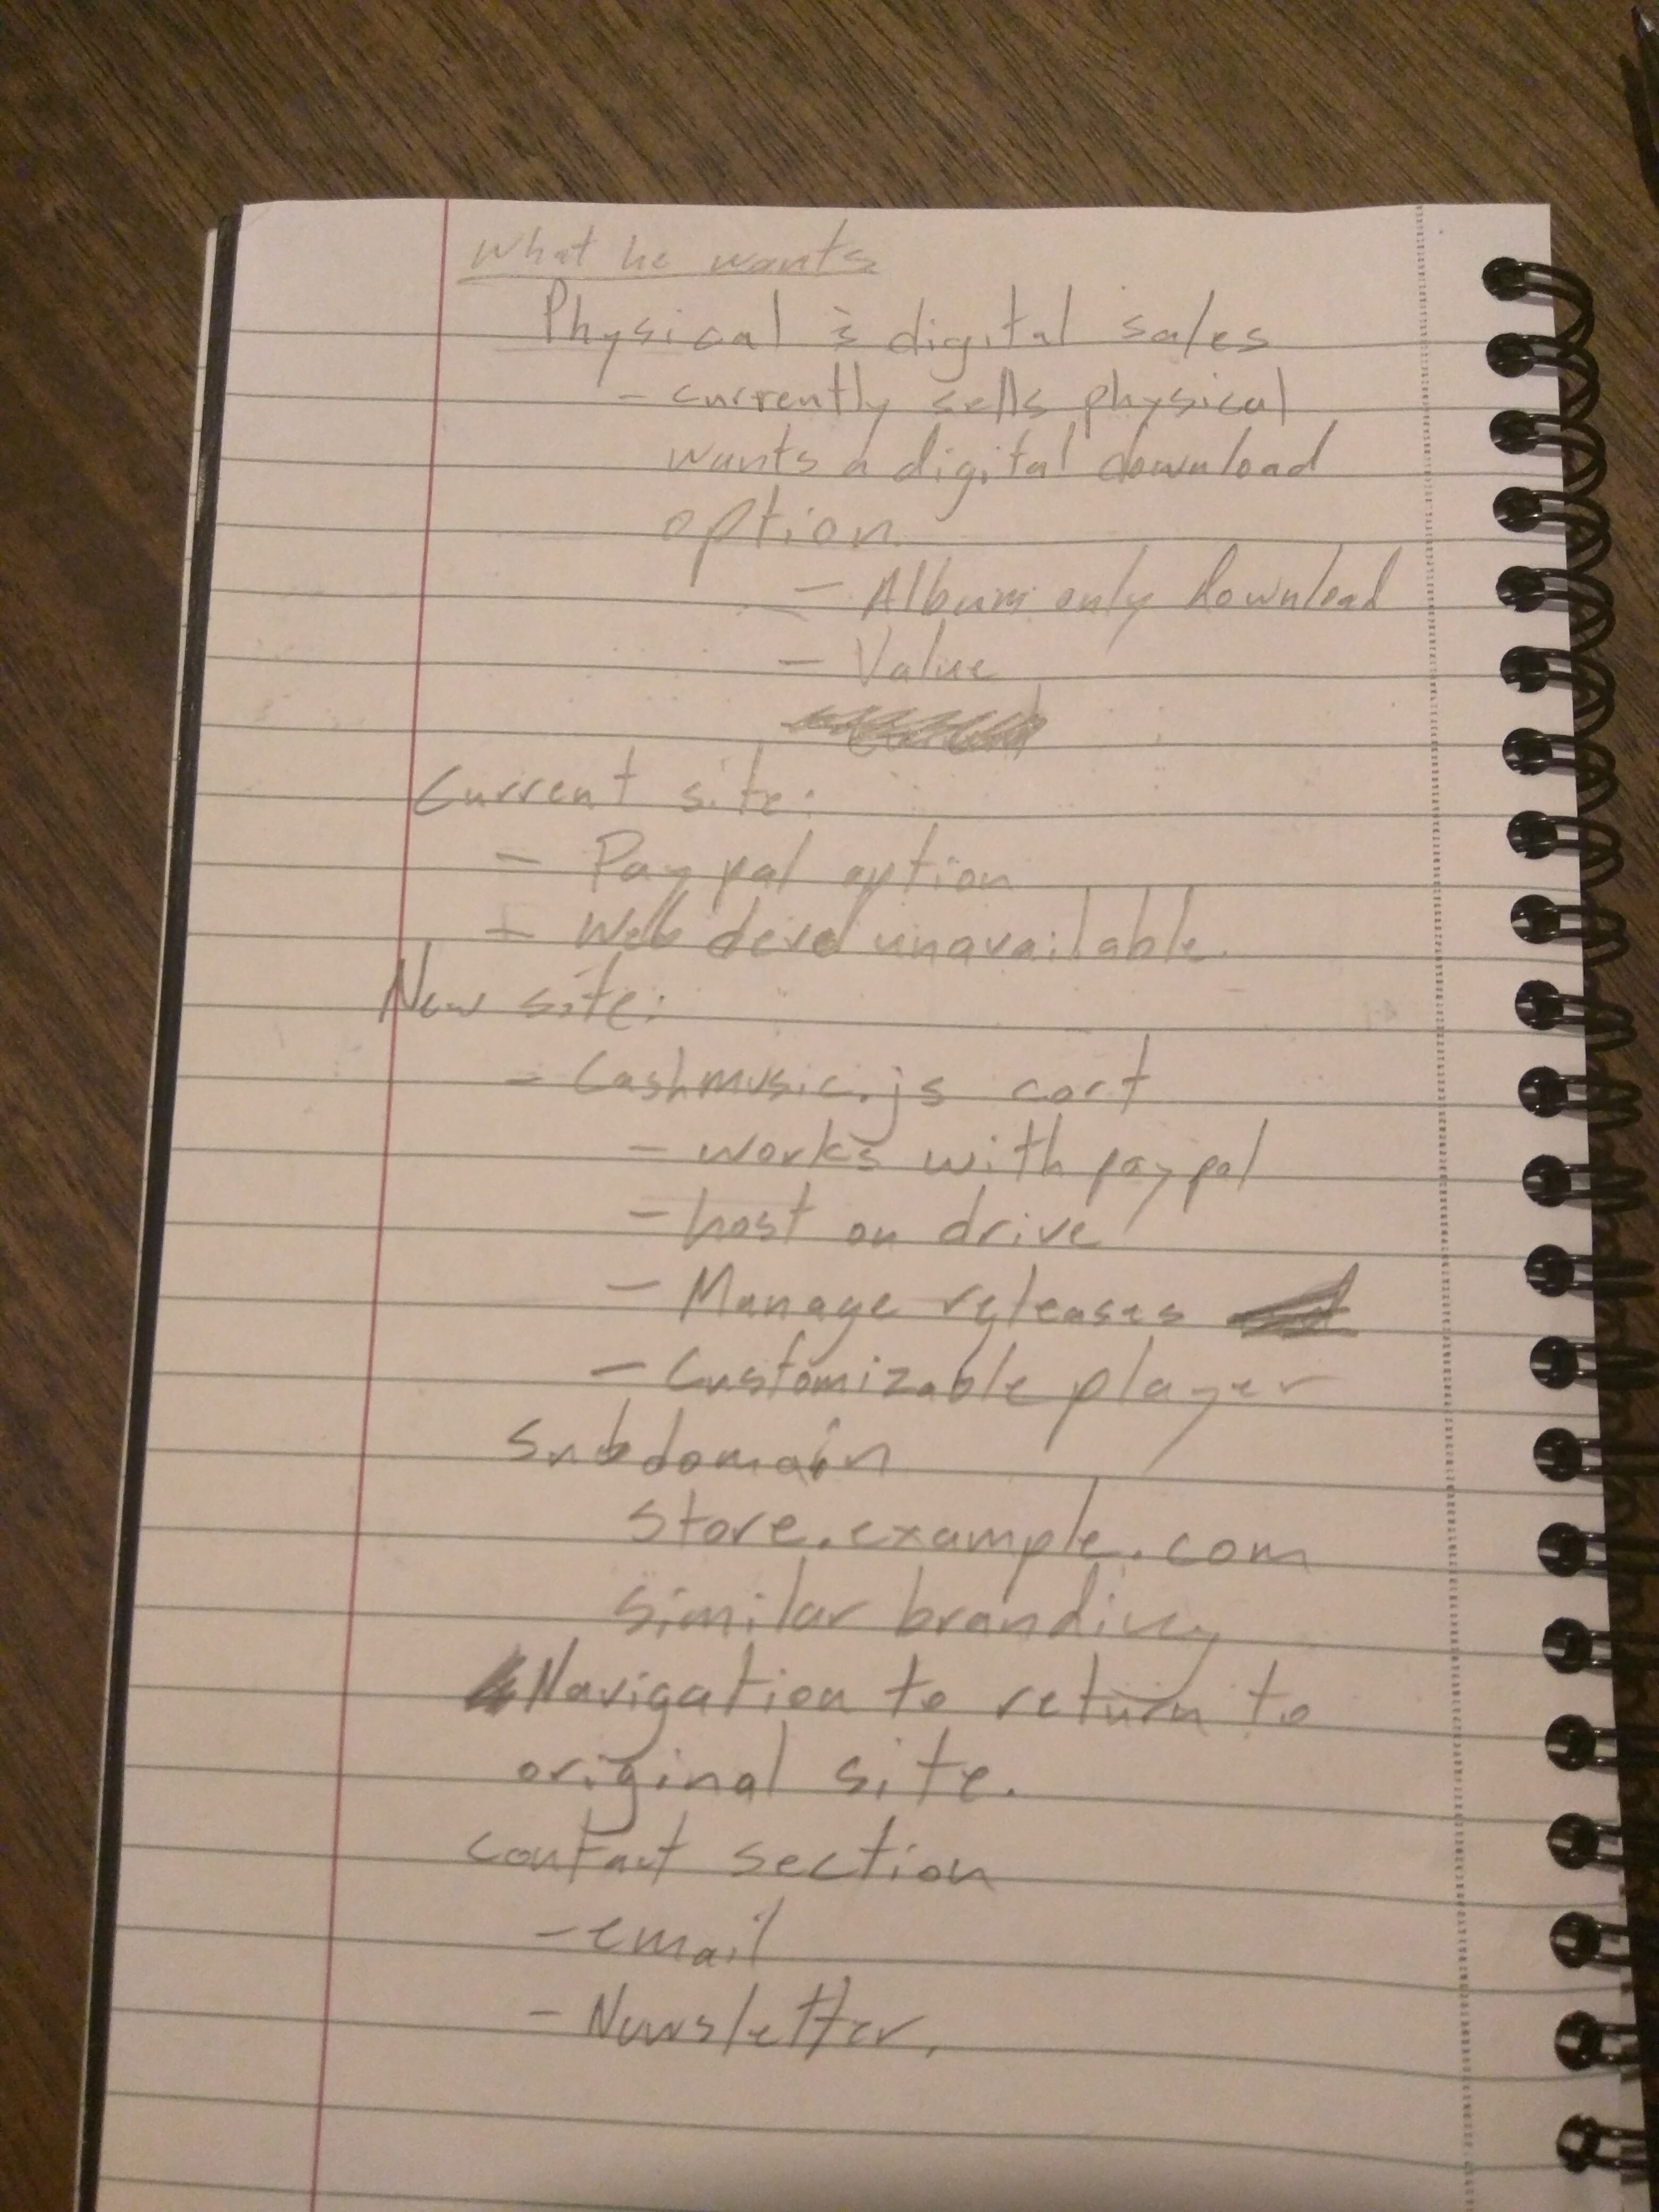 What he wants
Physical & digital sales
- currently sells physical
wants a digital download
option
- Album only download
- Value
Current site:
- Paypal option
- Web devel unavailable.
New site:
- Cashmusic.js cart
- works with paypal
- host on drive
- Manage releases
- Customizable player
Subdomain
store.example.com
similar branding
Navigation to return to
original site.
contact section
- email
- Newsletter.